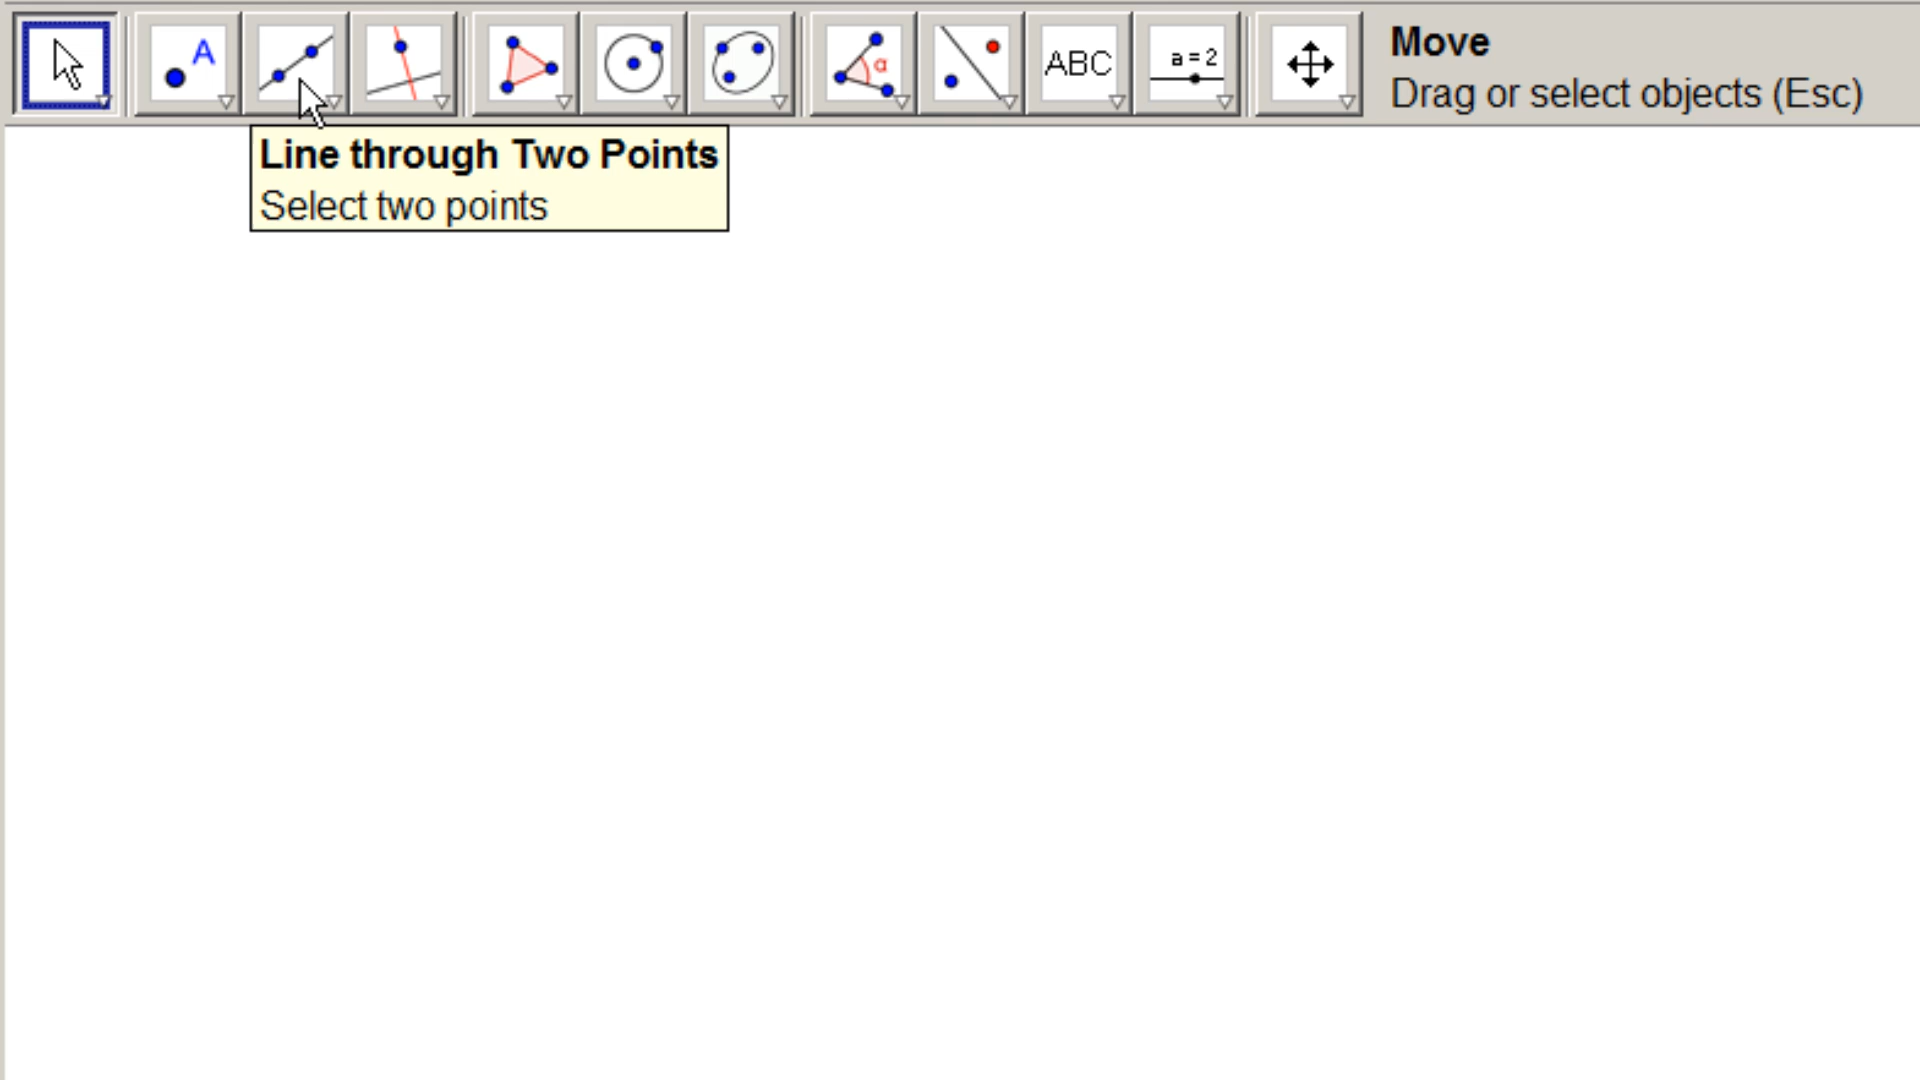 A
α
ABC
a = 2
Move
Drag or select objects (Esc)
Line through Two Points
Select two points